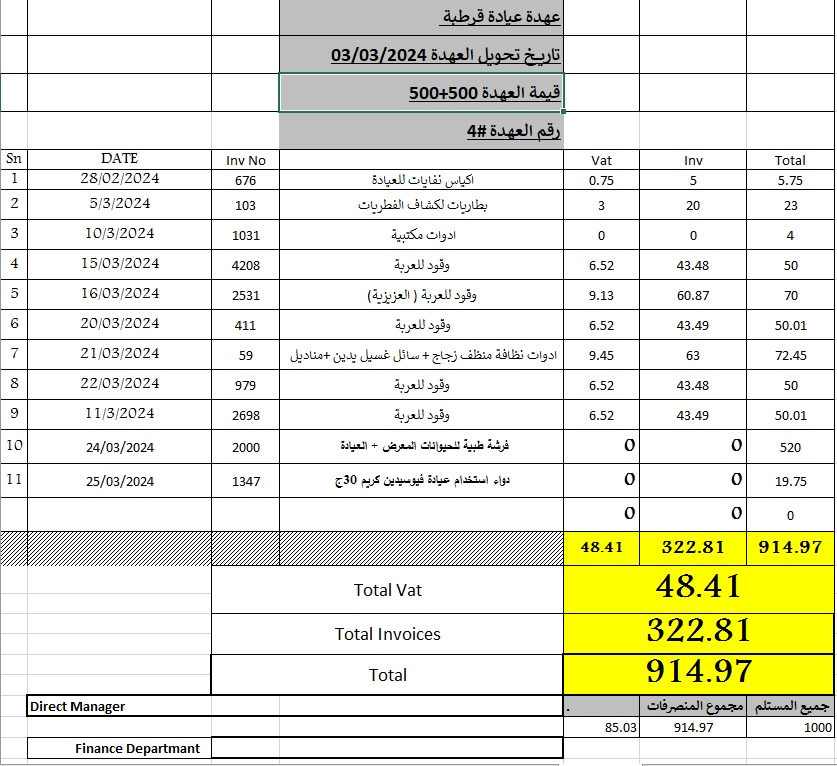 عهدة عيادة قرطبة
تاريخ تحويل العهدة 03/03/2024
قيمة العهدة 500+500
رقم العهدة #4
Sn DATE Inv No Vat Inv Total
1 28/02/2024 676 اكياس نفايات للعيادة 0.75 5 5.75
2 5/3/2024 103 بطاريات لكشاف الفطريات 3 20 23
3 10/3/2024 1031 ادوات مكتبية 0 0 4
4 15/03/2024 4208 وقود للعربة 6.52 43.48 50
5 16/03/2024 2531 وقود للعربة ( العزيزية) 9.13 60.87 70
6 20/03/2024 411 وقود للعربة 6.52 43.49 50.01
7 21/03/2024 59 ادوات نظافة منظف زجاج + سائل غسيل يدين +مناديل 9.45 63 72.45
8 22/03/2024 979 وقود للعربة 6.52 43.48 50
9 11/3/2024 2698 وقود للعربة 6.52 43.49 50.01
10 24/03/2024 2000 فرشة طبية للحيوانات المعرض + العيادة 0 0 520
11 25/03/2024 1347 دواء استخدام عيادة فيوسيدين كريم 30ج 0 0 19.75
0 0 0
48.41 322.81 914.97
Total Vat 48.41
Total Invoices 322.81
Total 914.97
Direct Manager . مجموع المنصرفات جميع المستلم
85.03 914.97 1000
Finance Departmant